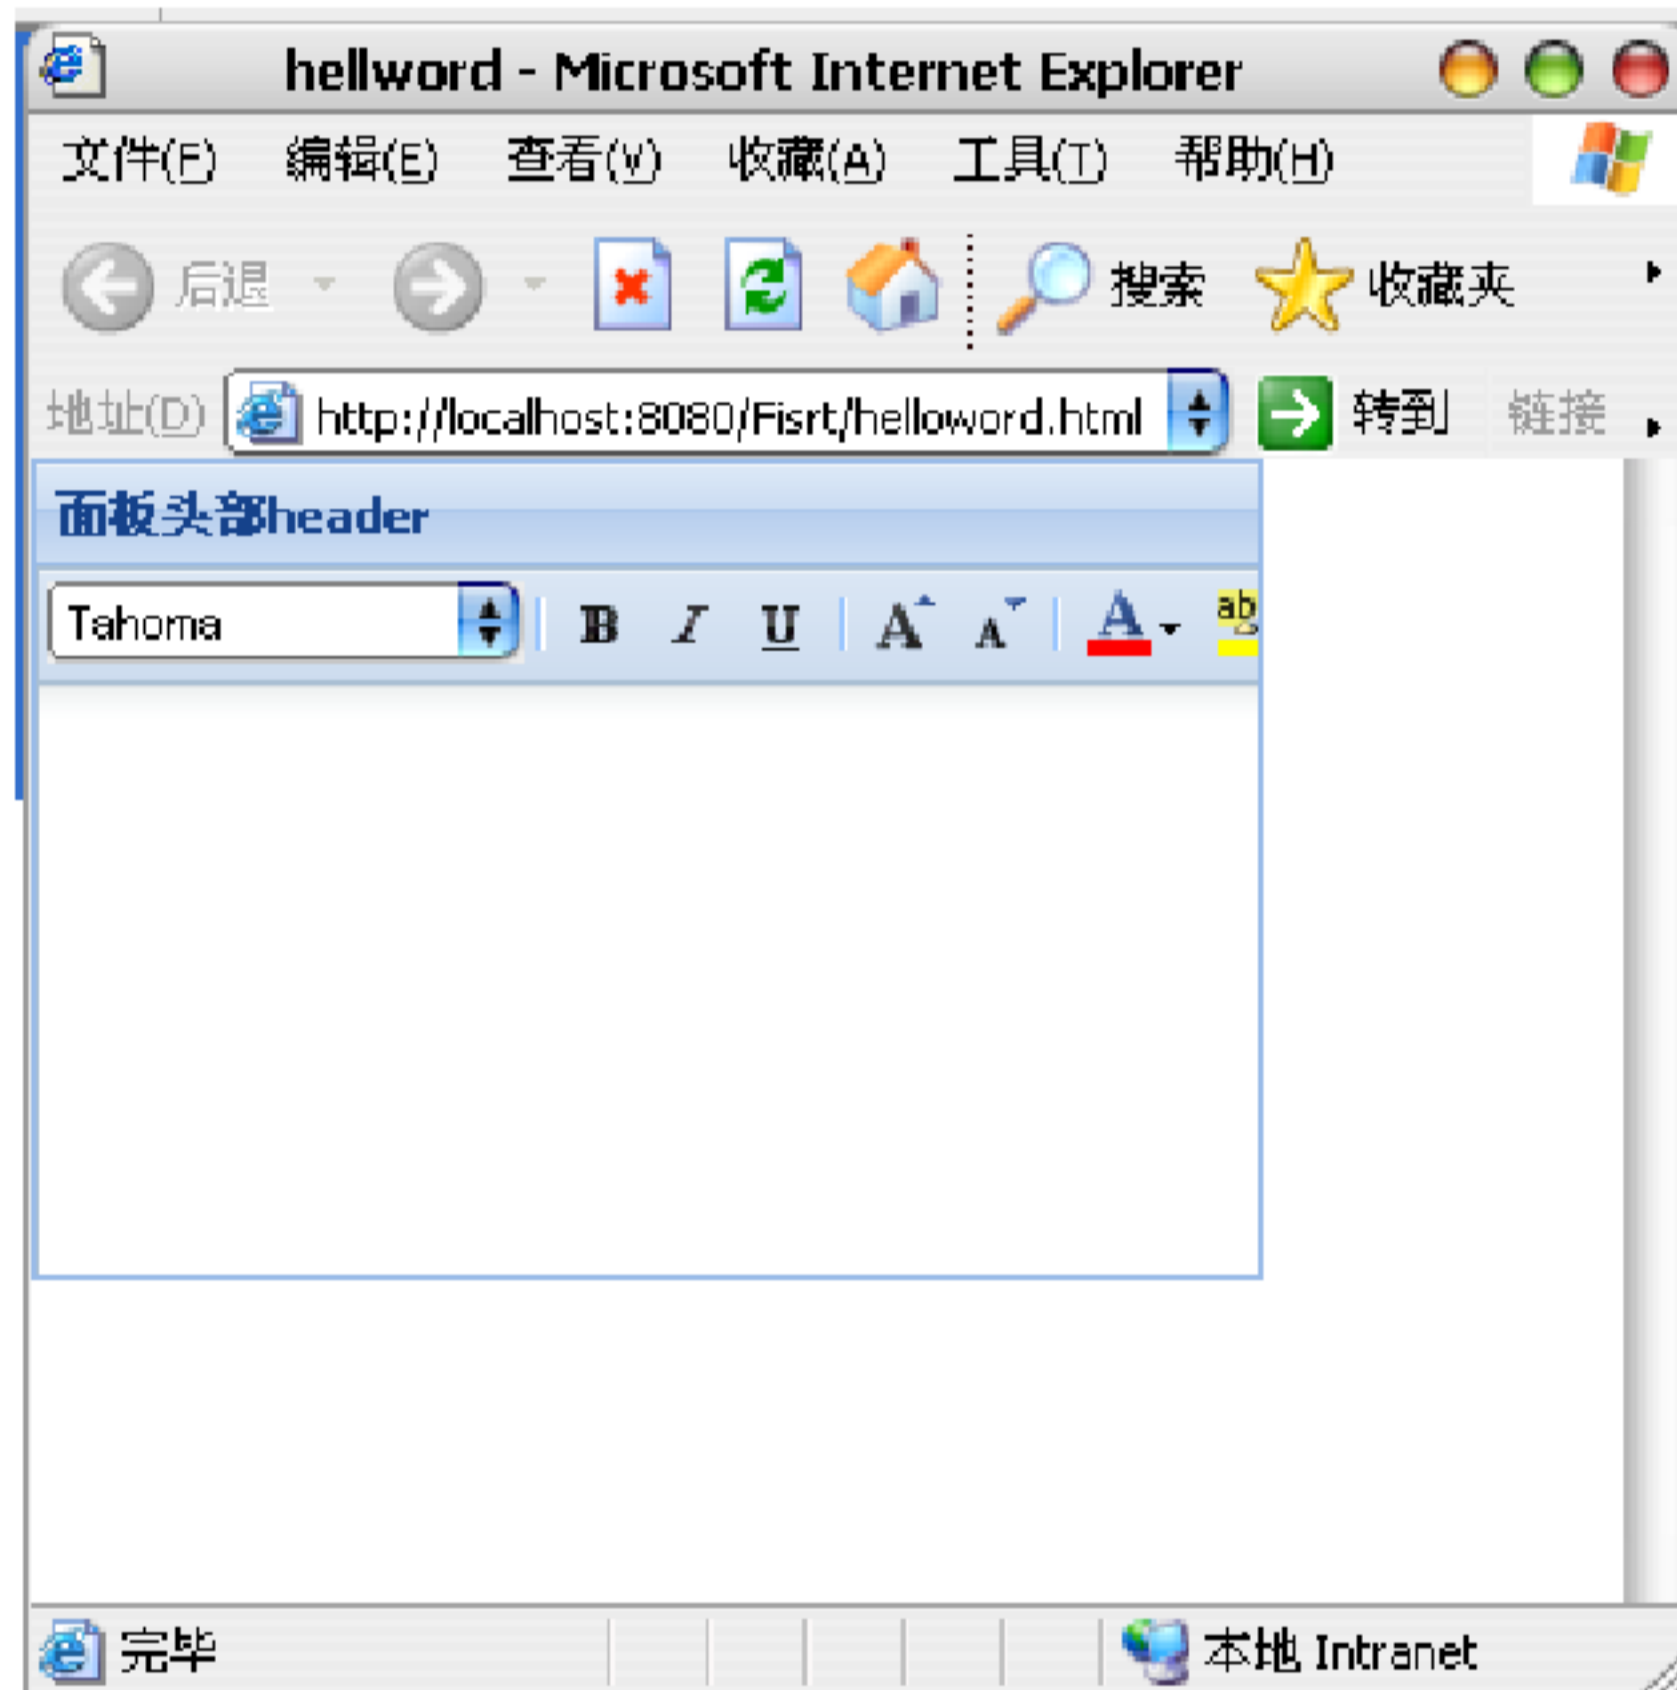 hellword - Microsoft Internet Explorer
文件(F) 编辑(E) 查看(V) 收藏(A) 工具(T) 帮助(H)
后退 搜索 收藏夹
地址(D) http://localhost:8080/Fisrt/helloword.html 转到 链接
面板头部header
Tahoma B I U A A A ab
完毕 本地 Intranet